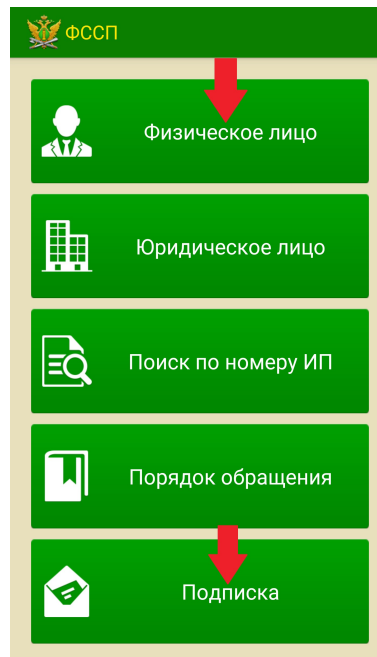 ФССП
Физическое лицо
Юридическое лицо
Поиск по номеру ИП
Порядок обращения
Подписка